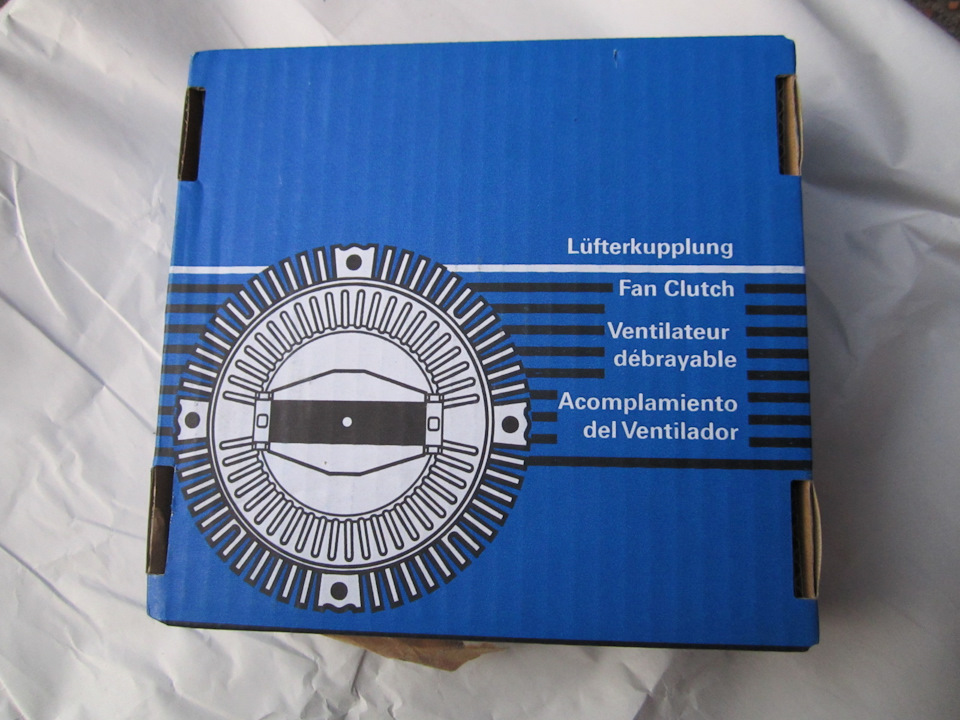 Lüfterkupplung
Fan Clutch
Ventilateur
débrayable
Acomplamiento
del Ventilador